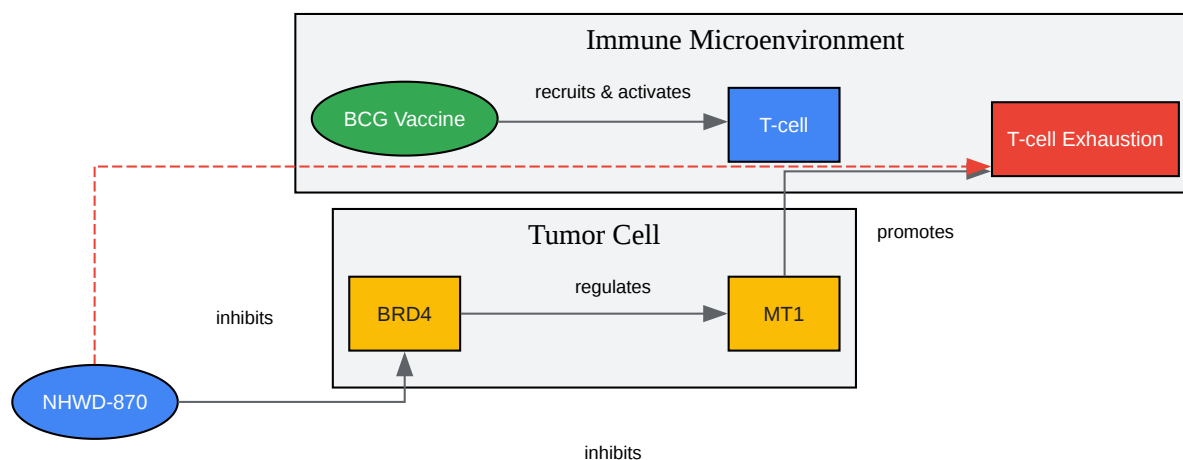 Immune Microenvironment
recruits & activates
BCG Vaccine
T-cell
T-cell Exhaustion
promotes
Tumor Cell
regulates
BRD4
MT1
inhibits
NHWD-870
inhibits